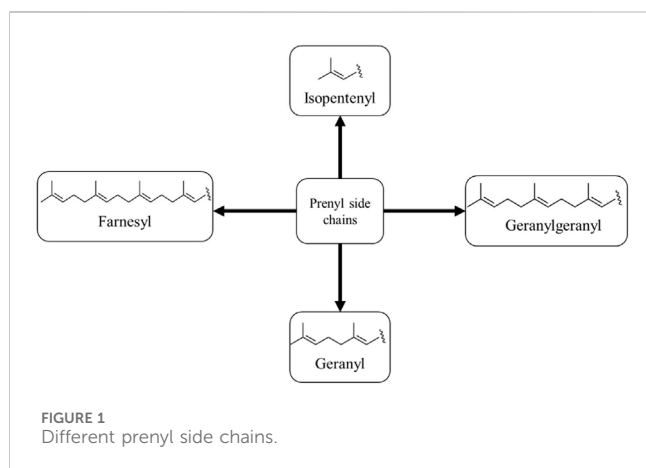 Isopentenyl
Farnesyl
Prenyl side
chains
Geranylgeranyl
Geranyl
FIGURE 1
Different prenyl side chains.